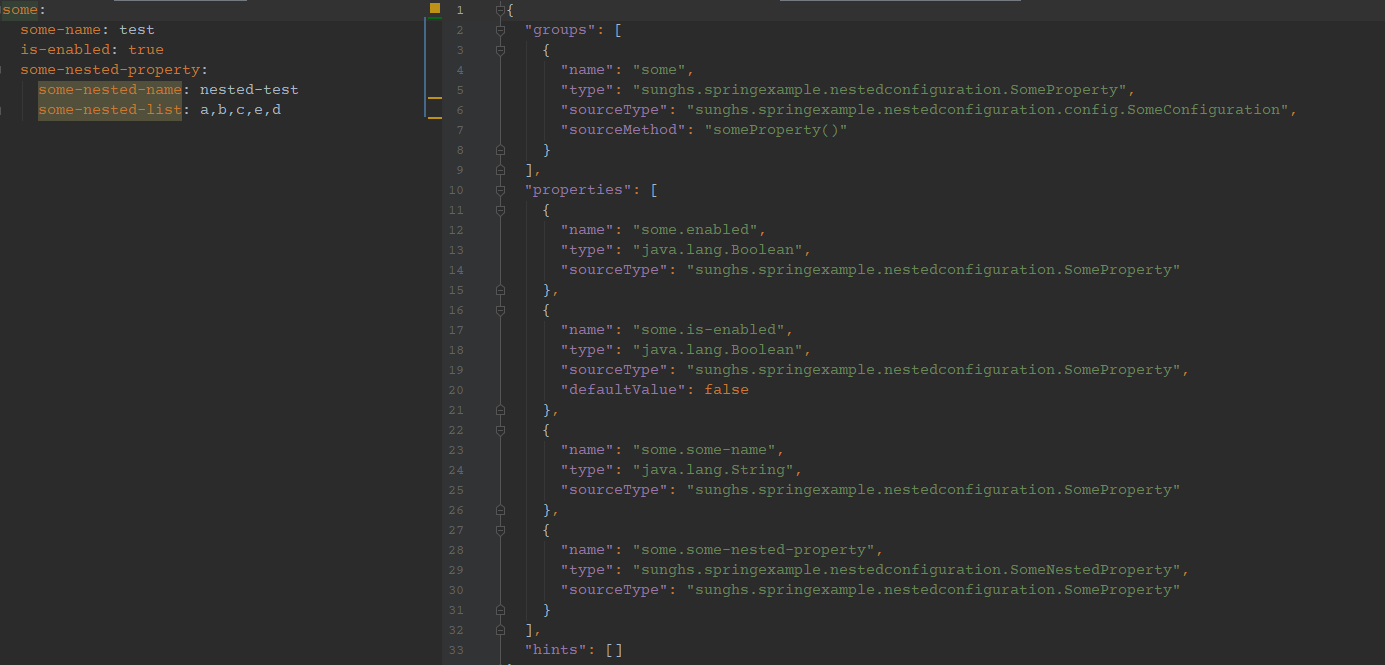 some:
  some-name: test
  is-enabled: true
  some-nested-property:
    some-nested-name: nested-test
    some-nested-list: a,b,c,e,d
1 {
2   "groups": [
3     {
4       "name": "some",
5       "type": "sunghs.springexample.nestedconfiguration.SomeProperty",
6       "sourceType": "sunghs.springexample.nestedconfiguration.config.SomeConfiguration",
7       "sourceMethod": "someProperty()"
8     }
9   ],
10   "properties": [
11     {
12       "name": "some.enabled",
13       "type": "java.lang.Boolean",
14       "sourceType": "sunghs.springexample.nestedconfiguration.SomeProperty"
15     },
16     {
17       "name": "some.is-enabled",
18       "type": "java.lang.Boolean",
19       "sourceType": "sunghs.springexample.nestedconfiguration.SomeProperty",
20       "defaultValue": false
21     },
22     {
23       "name": "some.some-name",
24       "type": "java.lang.String",
25       "sourceType": "sunghs.springexample.nestedconfiguration.SomeProperty"
26     },
27     {
28       "name": "some.some-nested-property",
29       "type": "sunghs.springexample.nestedconfiguration.SomeNestedProperty",
30       "sourceType": "sunghs.springexample.nestedconfiguration.SomeProperty"
31     }
32   ],
33   "hints": []